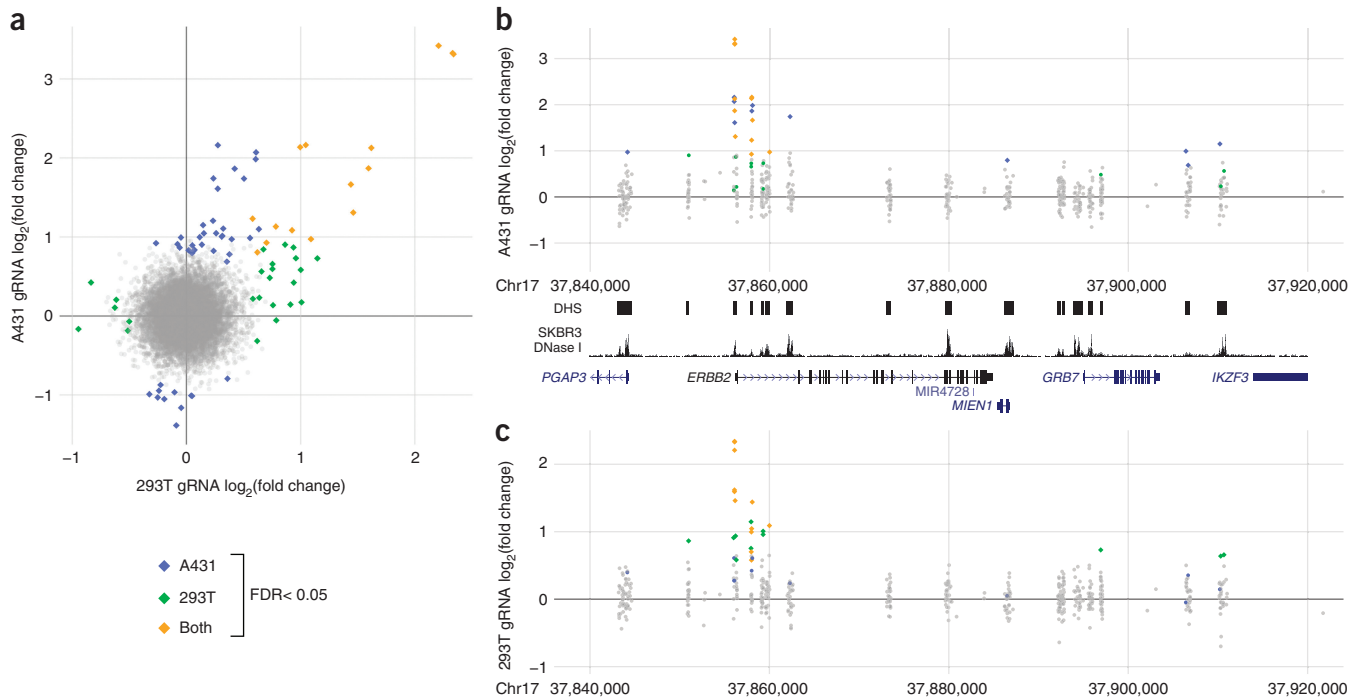 a
A431 gRNA log2(fold change)
3
2
1
0
−1
−1 0 1 2
293T gRNA log2(fold change)
A431
293T
Both
FDR< 0.05
b
A431 gRNA log2(fold change)
3
2
1
0
−1
Chr17 37,840,000 37,860,000 37,880,000 37,900,000 37,920,000
DHS
SKBR3
DNase I
PGAP3 ERBB2 GRB7 IKZF3
MIR4728
MIEN1
c
293T gRNA log2(fold change)
2
1
0
−1
Chr17 37,840,000 37,860,000 37,880,000 37,900,000 37,920,000